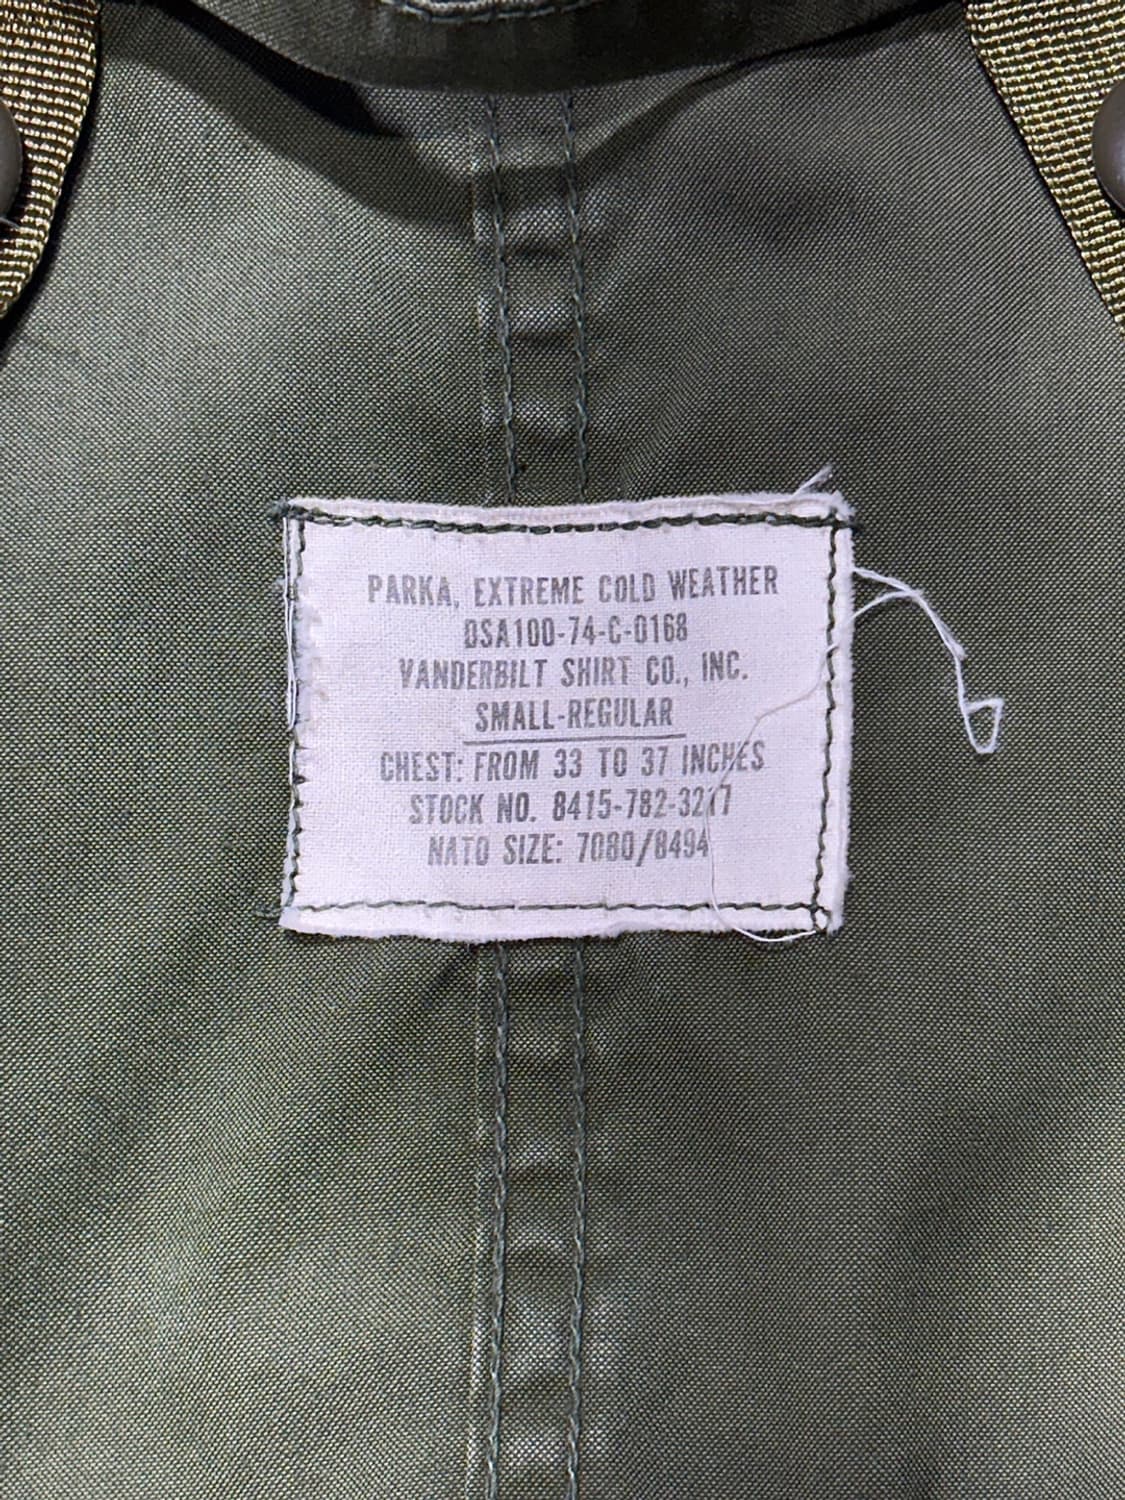 PARKA, EXTREME COLD WEATHER
DSA100-74-C-0168
VANDERBILT SHIRT CO., INC.
SMALL-REGULAR
CHEST: FROM 33 TO 37 INCHES
STOCK NO. 8415-782-3217
NATO SIZE: 7080/8494